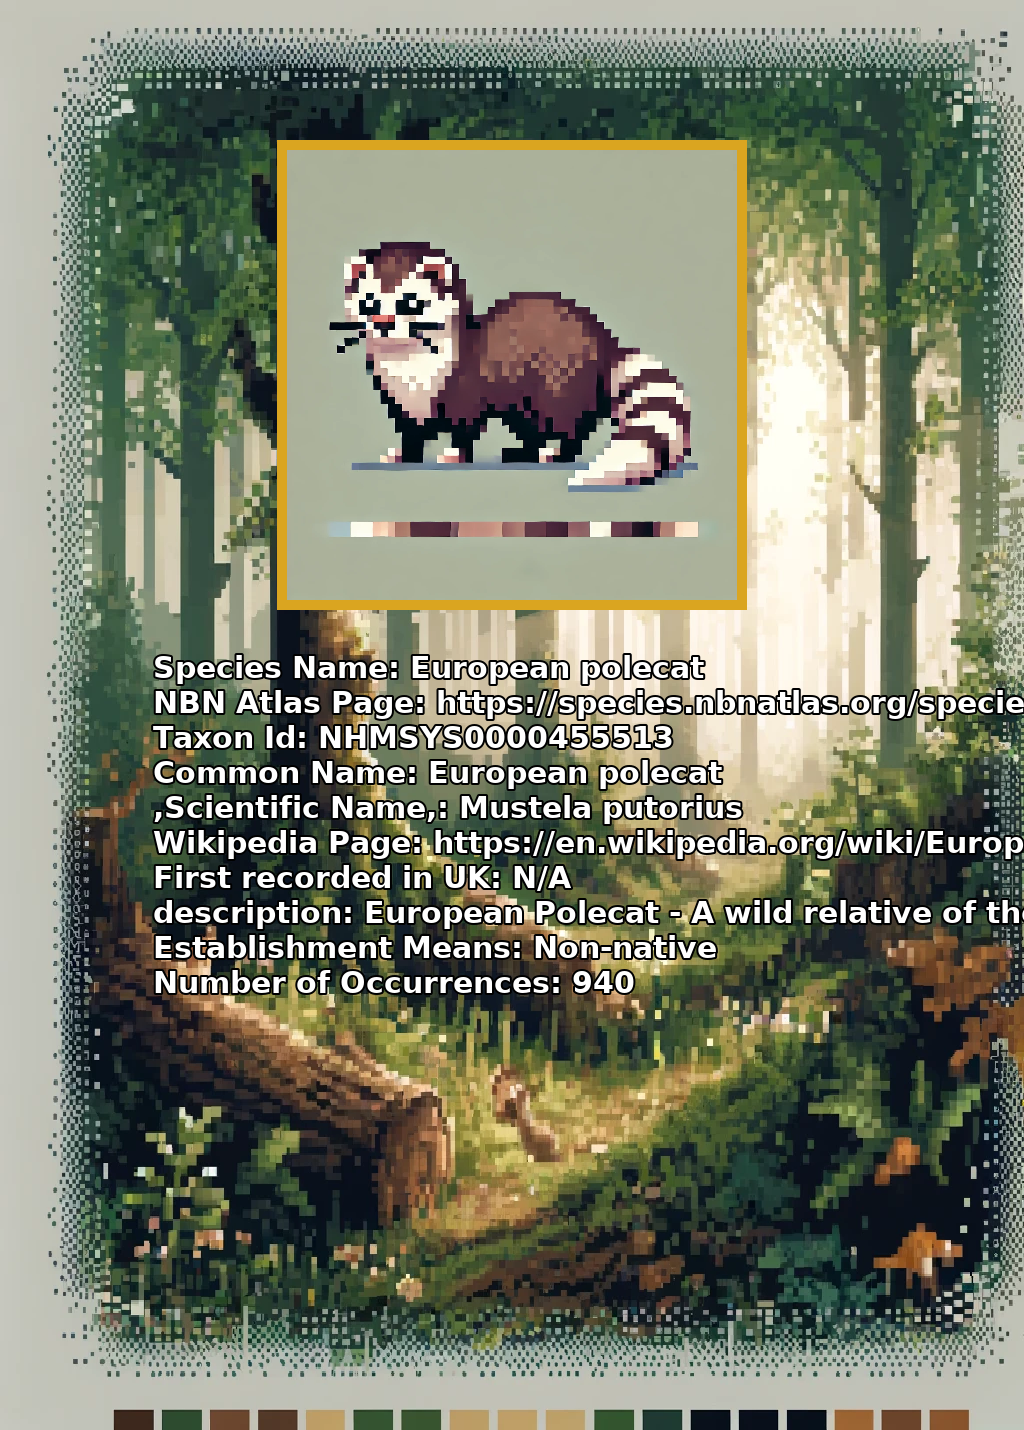 Species Name: European polecat
NBN Atlas Page: https://species.nbnatlas.org/specie
Taxon Id: NHMSYS0000455513
Common Name: European polecat
,Scientific Name,: Mustela putorius
Wikipedia Page: https://en.wikipedia.org/wiki/Europ
First recorded in UK: N/A
description: European Polecat - A wild relative of the
Establishment Means: Non-native
Number of Occurrences: 940